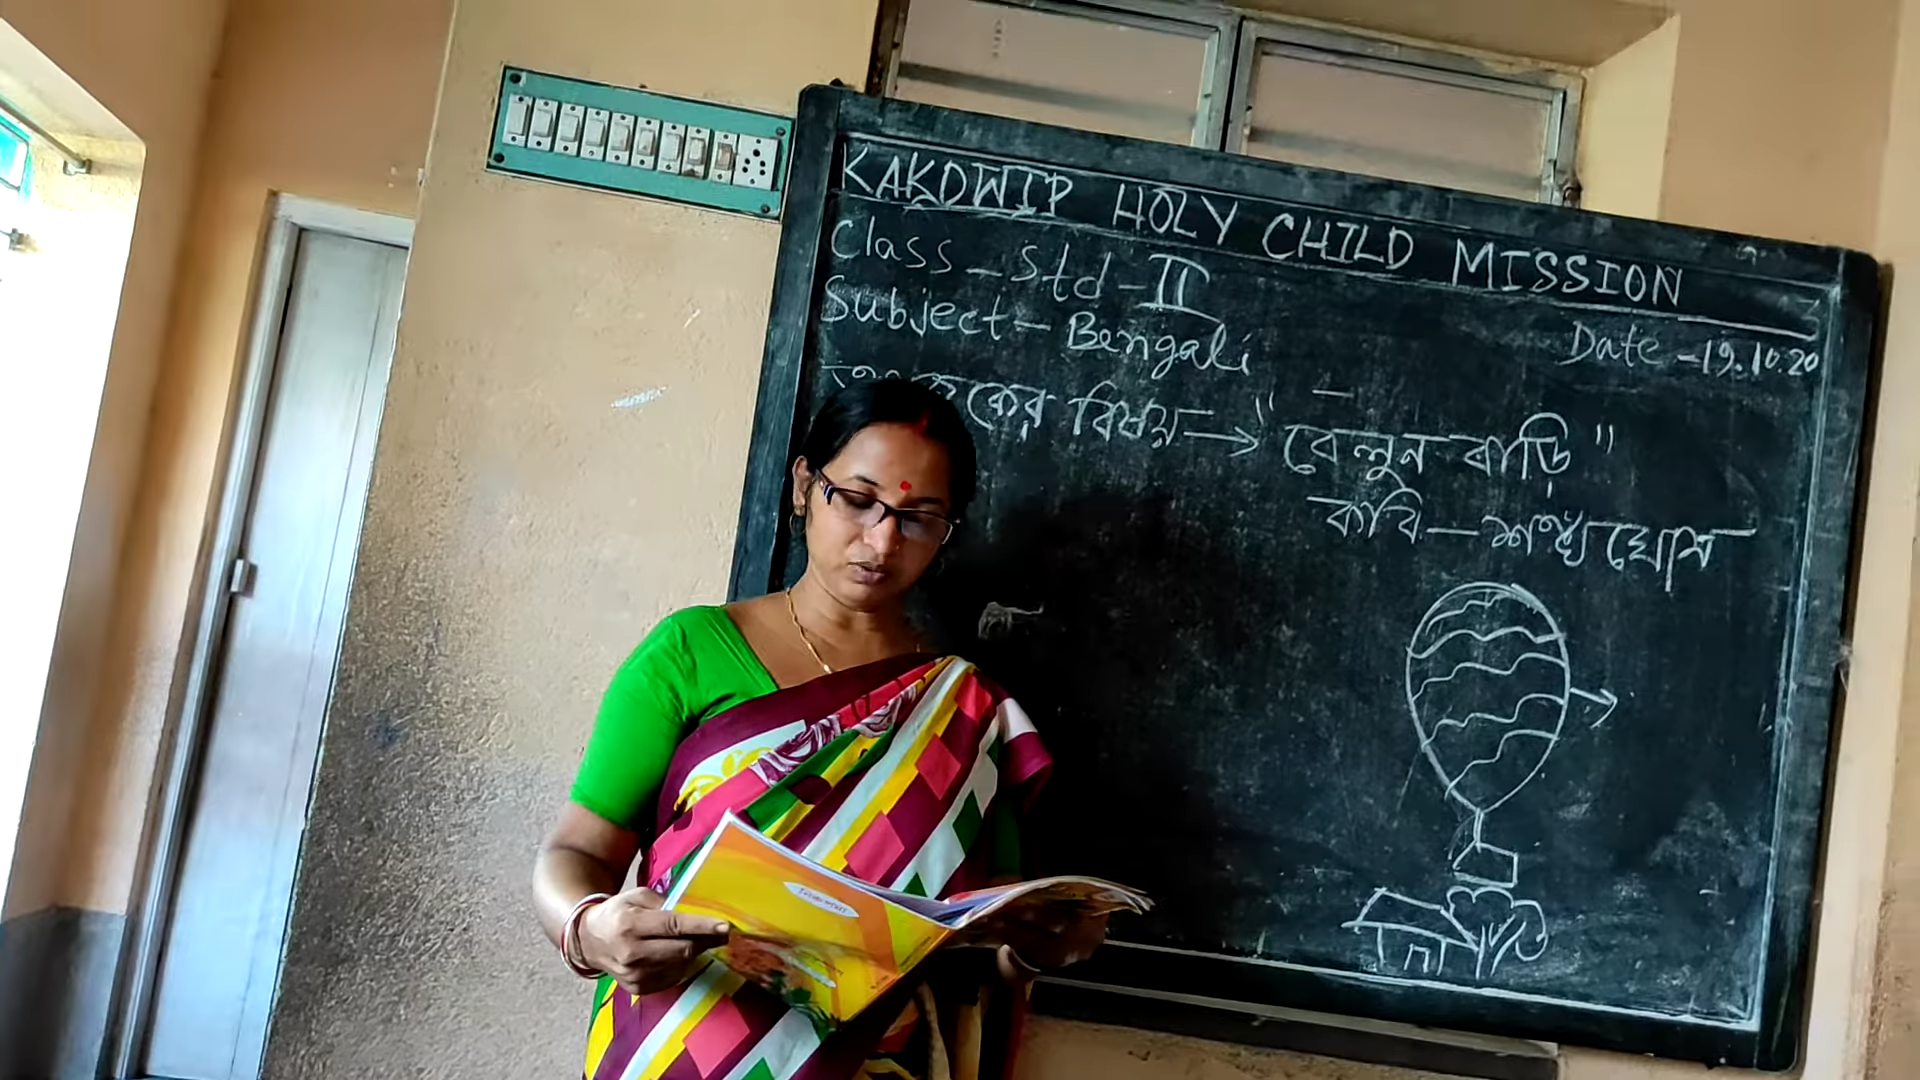 KAKDWIP HOLY CHILD MISSION
Class - Std - II
Subject - Bengali
Date - 19.10.20
কের বিষয় → "বেলুন বাড়ি"
কবি - শঙ্খ ঘোষ